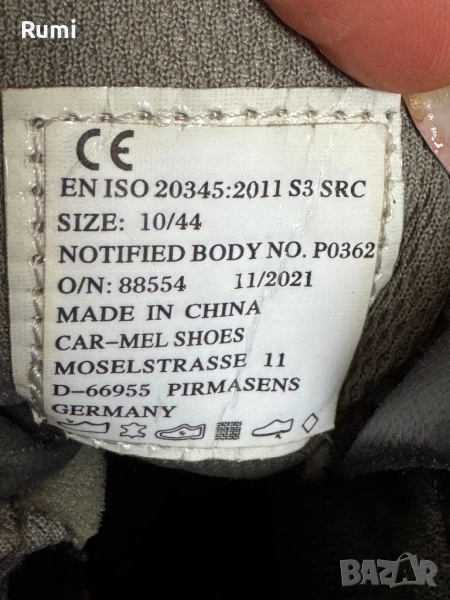 Rumi
CE
EN ISO 20345:2011 S3 SRC
SIZE: 10/44
NOTIFIED BODY NO. P0362
O/N: 88554 11/2021
MADE IN CHINA
CAR-MEL SHOES
MOSELSTRASSE 11
D-66955 PIRMASENS
GERMANY
BAZAR